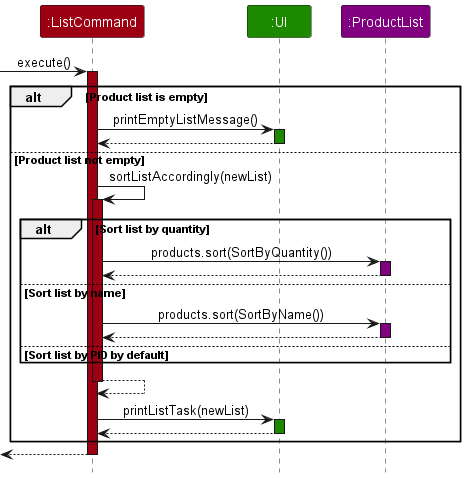 :ListCommand
:UI
:ProductList
execute()
alt
[Product list is empty]
printEmptyListMessage()
[Product list not empty]
sortListAccordingly(newList)
alt
[Sort list by quantity]
products.sort(SortByQuantity())
[Sort list by name]
products.sort(SortByName())
[Sort list by PID by default]
printListTask(newList)